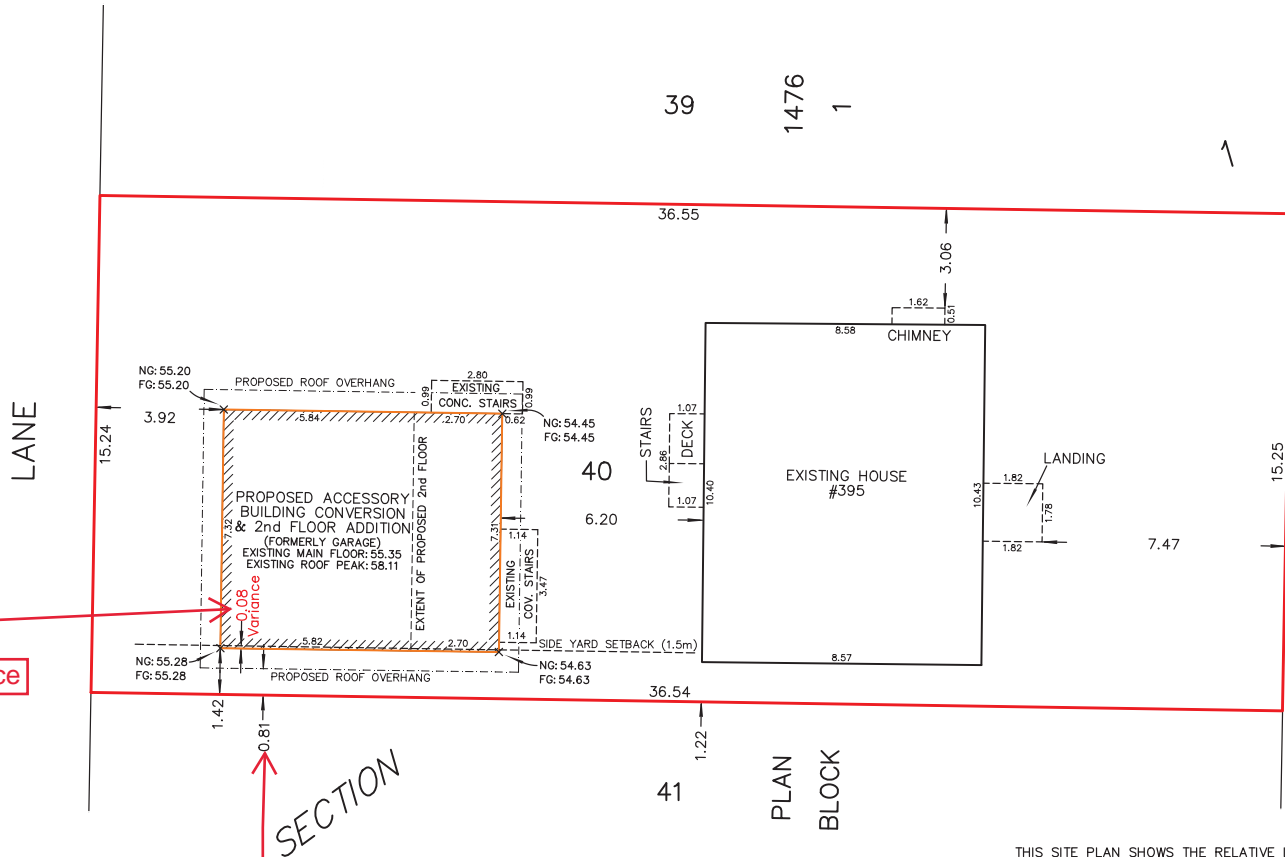 39
1476
1
1
36.55
3.06
1.62
0.51
8.58
CHIMNEY
NG: 55.20
FG: 55.20
PROPOSED ROOF OVERHANG
2.80
EXISTING
CONC. STAIRS
0.99
0.99
0.62
5.84
2.70
NG: 54.45
FG: 54.45
LANE
15.24
3.92
STAIRS
DECK
1.07
2.86
1.07
10.40
40
6.20
EXISTING HOUSE
#395
10.43
LANDING
1.82
1.78
1.82
7.47
15.25
PROPOSED ACCESSORY
BUILDING CONVERSION
& 2nd FLOOR ADDITION
(FORMERLY GARAGE)
EXISTING MAIN FLOOR: 55.35
EXISTING ROOF PEAK: 58.11
7.32
EXTENT OF PROPOSED 2nd FLOOR
7.31
1.14
EXISTING
COV. STAIRS
3.47
1.14
0.08
Variance
5.82
2.70
SIDE YARD SETBACK (1.5m)
NG: 55.28
FG: 55.28
PROPOSED ROOF OVERHANG
NG: 54.63
FG: 54.63
8.57
ce
36.54
1.42
0.81
1.22
SECTION
41
PLAN
BLOCK
THIS SITE PLAN SHOWS THE RELATIVE